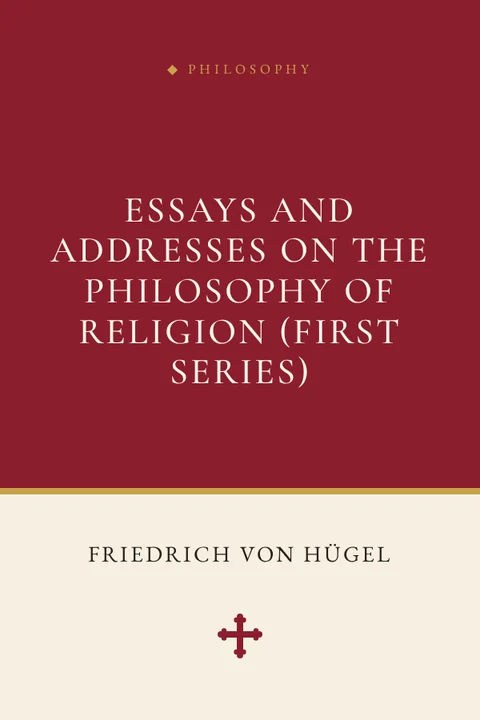 ◆ PHILOSOPHY
ESSAYS AND
ADDRESSES ON THE
PHILOSOPHY OF
RELIGION (FIRST
SERIES)
FRIEDRICH VON HÜGEL